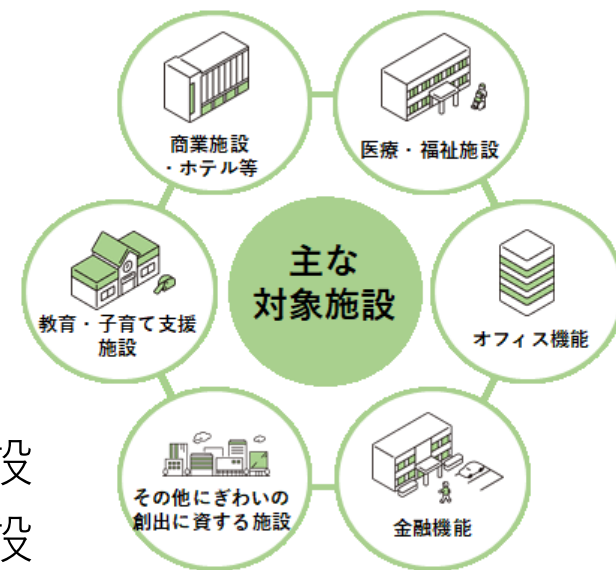 商業施設
・ホテル等
医療・福祉施設
主な
対象施設
教育・子育て支援
施設
オフィス機能
その他にぎわいの
創出に資する施設
金融機能
設
設